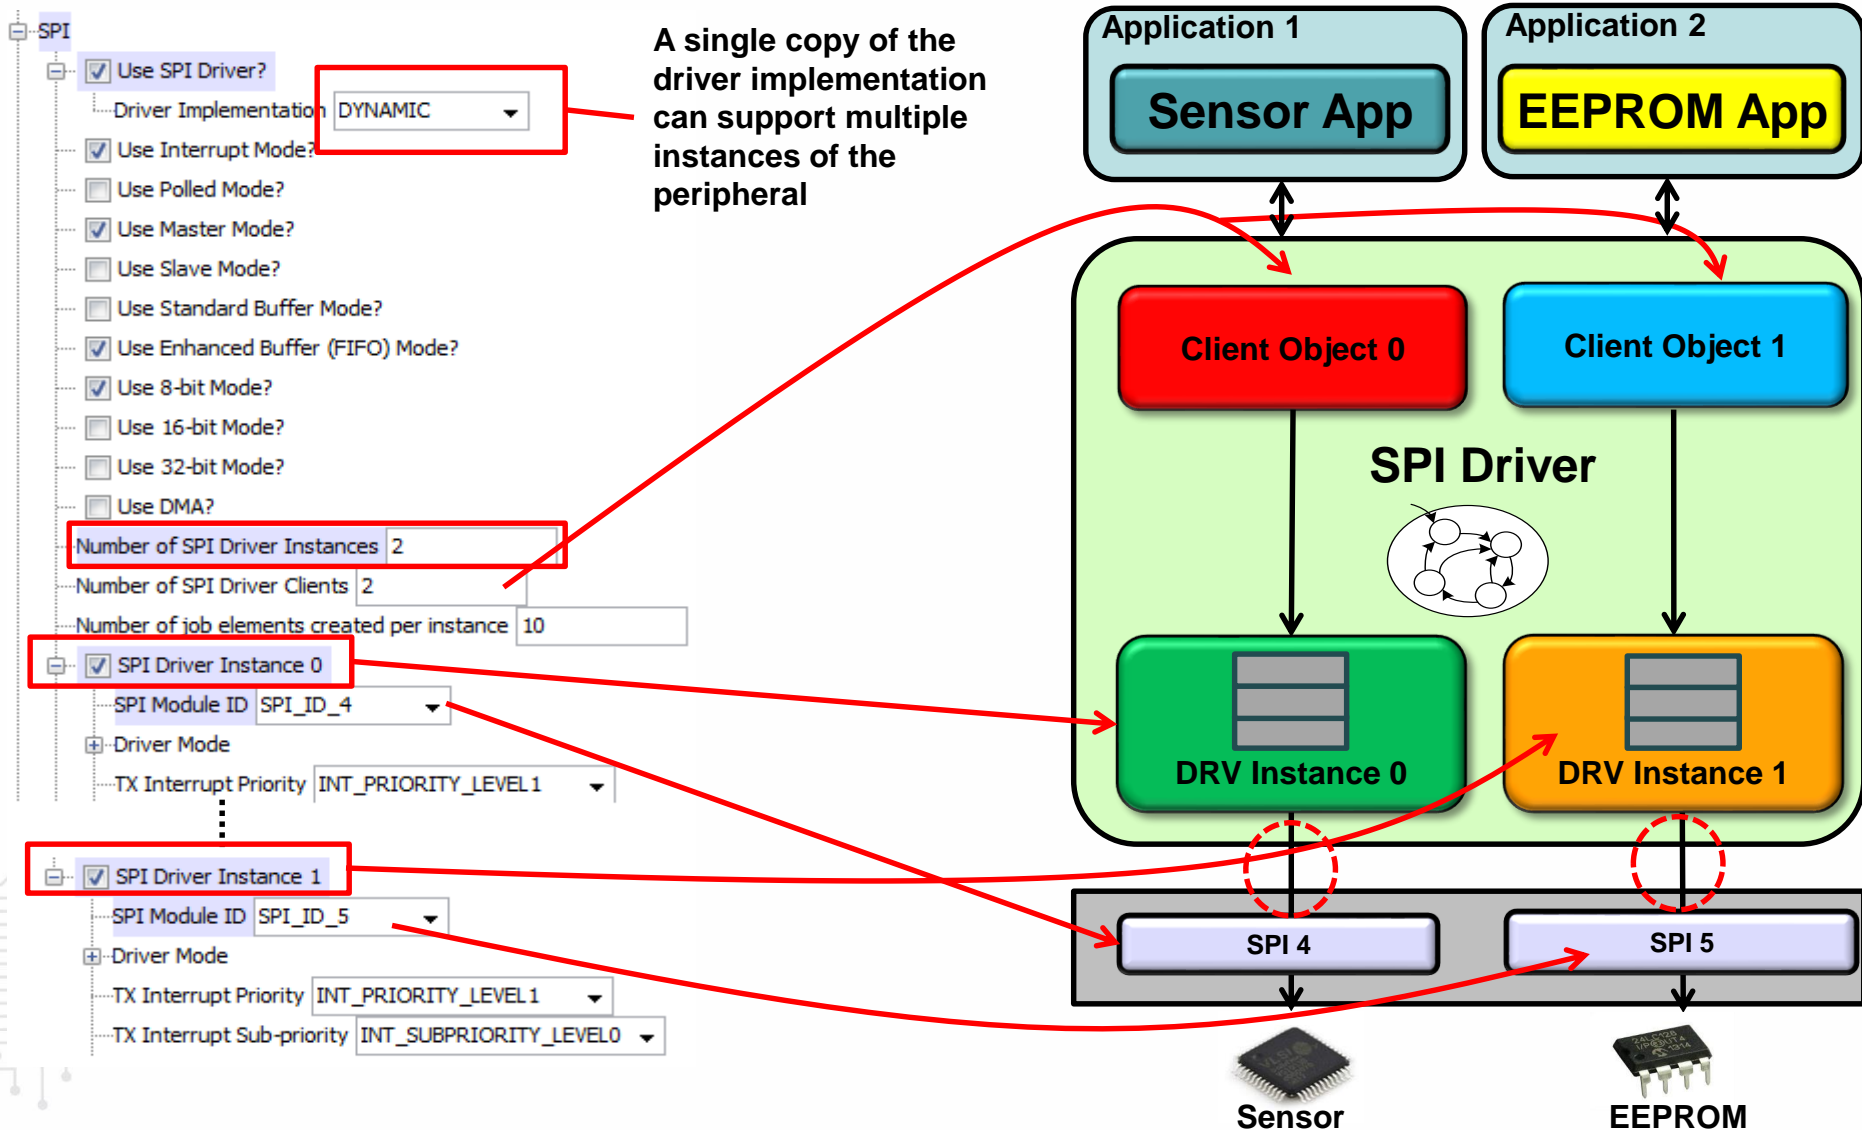 SPI
Use SPI Driver?
Driver Implementation DYNAMIC
Use Interrupt Mode?
Use Polled Mode?
Use Master Mode?
Use Slave Mode?
Use Standard Buffer Mode?
Use Enhanced Buffer (FIFO) Mode?
Use 8-bit Mode?
Use 16-bit Mode?
Use 32-bit Mode?
Use DMA?
Number of SPI Driver Instances 2
Number of SPI Driver Clients 2
Number of job elements created per instance 10
SPI Driver Instance 0
SPI Module ID SPI_ID_4
Driver Mode
TX Interrupt Priority INT_PRIORITY_LEVEL1
SPI Driver Instance 1
SPI Module ID SPI_ID_5
Driver Mode
TX Interrupt Priority INT_PRIORITY_LEVEL1
TX Interrupt Sub-priority INT_SUBPRIORITY_LEVEL0
A single copy of the
driver implementation
can support multiple
instances of the
peripheral
Application 1
Sensor App
Application 2
EEPROM App
Client Object 0
Client Object 1
SPI Driver
DRV Instance 0
DRV Instance 1
SPI 4
SPI 5
VLSI
24LC128
1314
Sensor
EEPROM